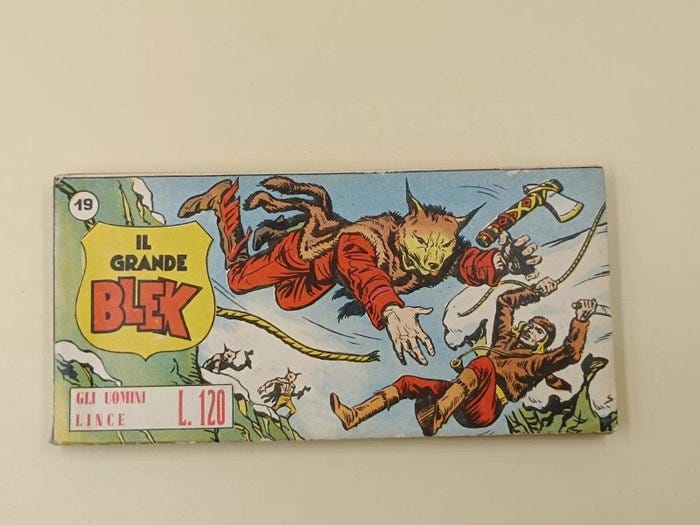 19
IL
GRANDE
BLEK
GLI UOMINI
LINCE
L. 120